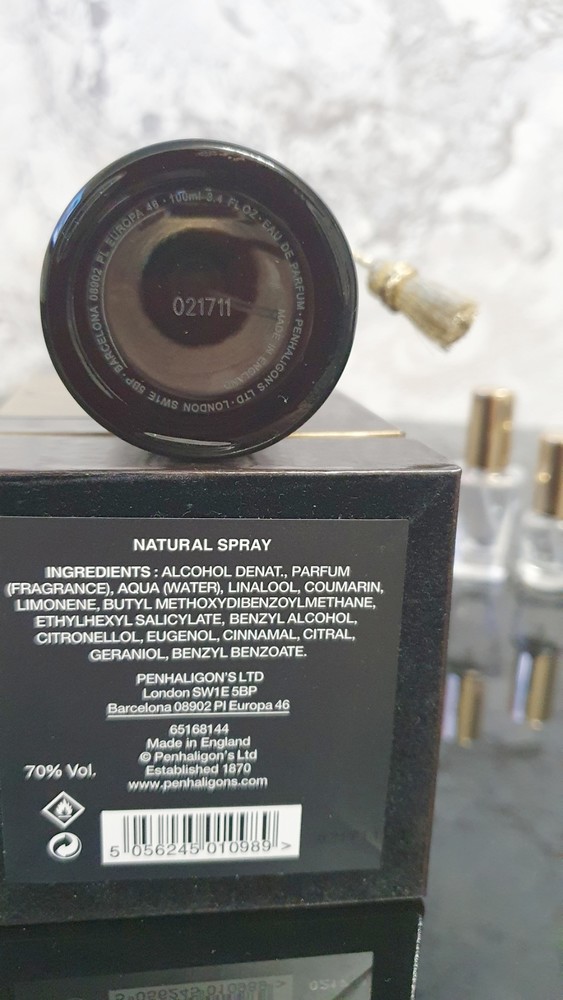 100ml 3.4 FL.OZ · EAU DE PARFUM · PENHALIGON'S LTD · LONDON SW1E 5BP · BARCELONA 08902 PL EUROPA 46 ·
MADE IN ENGLAND
021711
NATURAL SPRAY
INGREDIENTS : ALCOHOL DENAT., PARFUM
(FRAGRANCE), AQUA (WATER), LINALOOL, COUMARIN,
LIMONENE, BUTYL METHOXYDIBENZOYLMETHANE,
ETHYLHEXYL SALICYLATE, BENZYL ALCOHOL,
CITRONELLOL, EUGENOL, CINNAMAL, CITRAL,
GERANIOL, BENZYL BENZOATE.
PENHALIGON'S LTD
London SW1E 5BP
Barcelona 08902 Pl Europa 46
65168144
Made in England
© Penhaligon's Ltd
Established 1870
www.penhaligons.com
70% Vol.
5 056245 010989 >